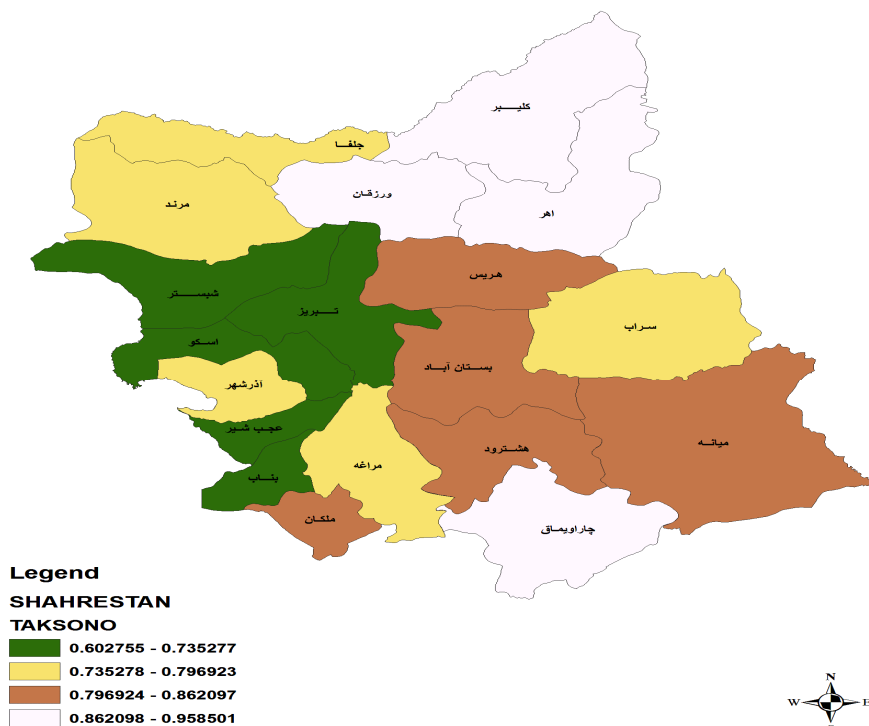 کلیبر
جلفا
ورزقان
مرند
اهر
هریس
شبستر
تبریز
سراب
اسکو
بستان آباد
آذرشهر
عجب شیر
میانه
هشترود
مراغه
بناب
ملکان
چاراویماق
Legend
SHAHRESTAN
TAKSONO
0.602755 - 0.735277
0.735278 - 0.796923
0.796924 - 0.862097
0.862098 - 0.958501
N
W E